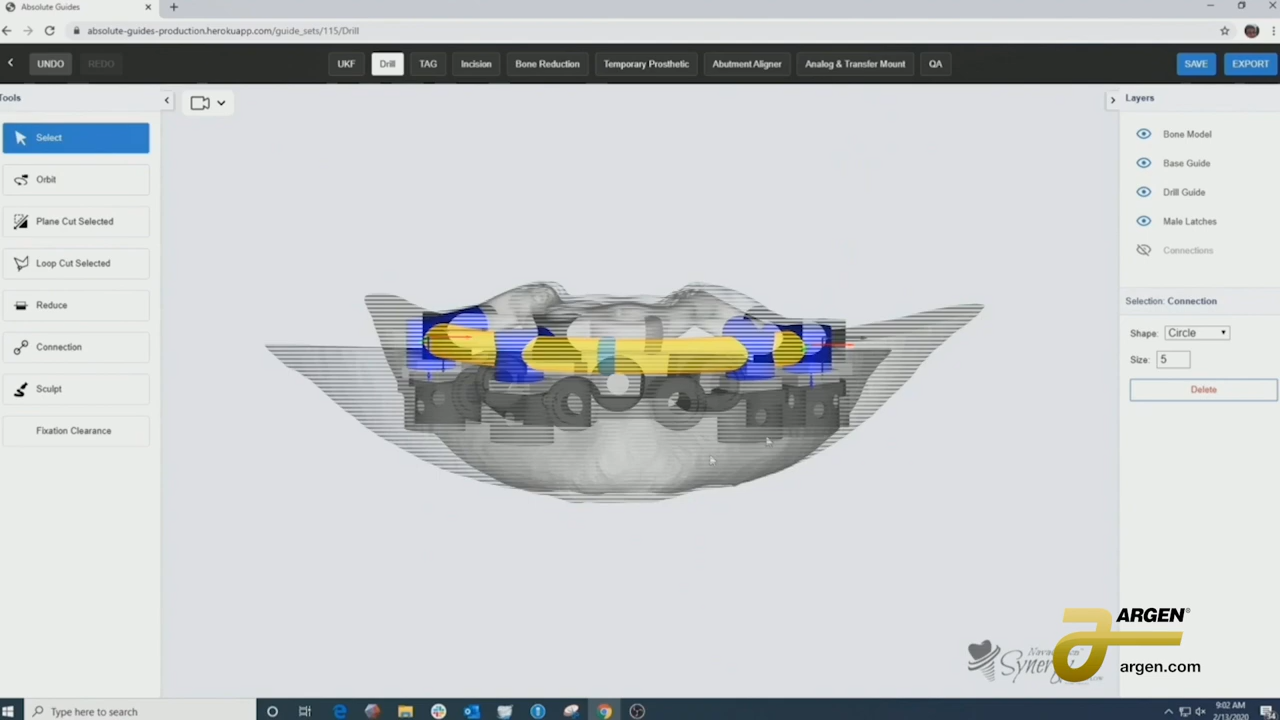 Absolute Guides
absolute-guides-production.herokuapp.com/guide_sets/115/Drill
UNDO
REDO
UKF
Drill
TAG
Incision
Bone Reduction
Temporary Prosthetic
Abutment Aligner
Analog & Transfer Mount
QA
SAVE
EXPORT
Tools
Select
Orbit
Plane Cut Selected
Loop Cut Selected
Reduce
Connection
Sculpt
Fixation Clearance
Layers
Bone Model
Base Guide
Drill Guide
Male Latches
Connections
Selection: Connection
Shape: Circle
Size: 5
Delete
ARGEN®
argen.com
Type here to search
9:02 AM
2/13/2020